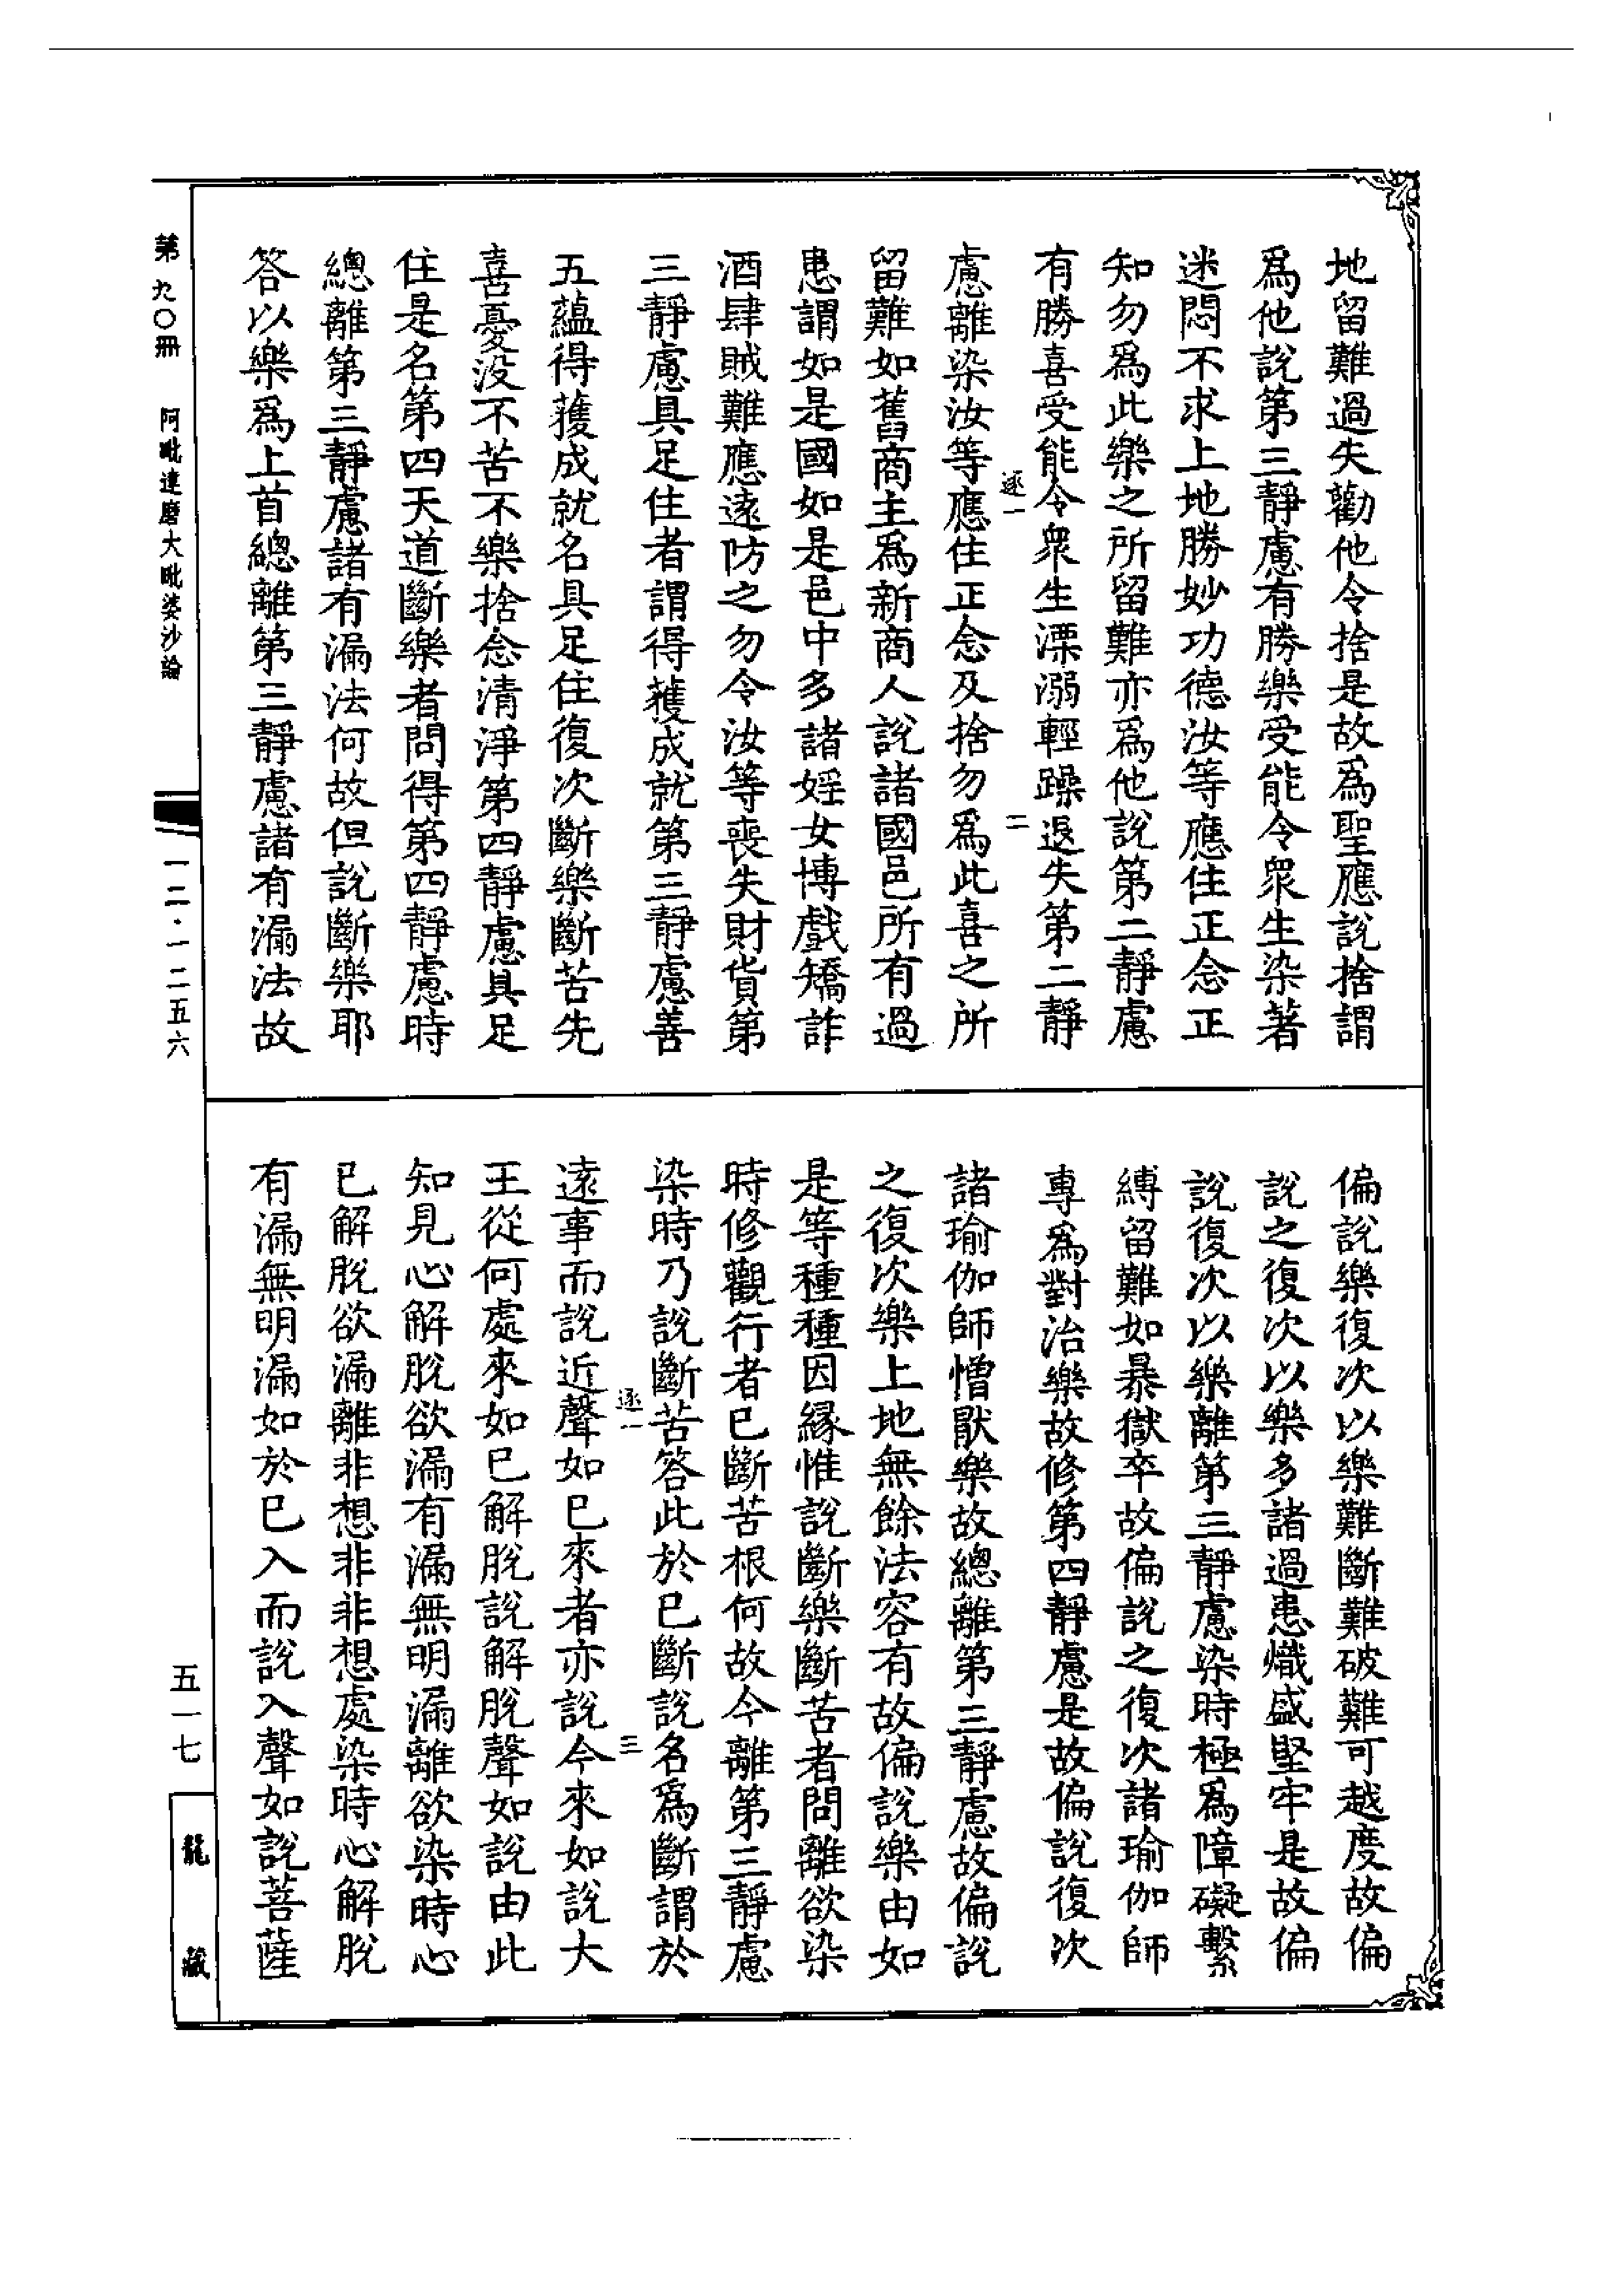 地留難過失勸他令捨是故爲聖應說捨謂
爲他說第三靜慮有勝樂受能令衆生染著
迷悶不求上地勝妙功德汝等應住正念正
知勿爲此樂之所留難亦爲他說第二靜慮
有勝喜受能令衆生漂溺輕躁退失第二靜
逐一
二
慮離染汝等應住正念及捨勿爲此喜之所
留難如舊商主爲新商人說諸國邑所有過
患謂如是國如是邑中多諸婬女博戲矯詐
酒肆賊難應遠防之勿令汝等喪失財貨第
三靜慮具足住者謂得獲成就第三靜慮善
五蘊得獲成就名具足住復次斷樂斷苦先
喜憂没不苦不樂捨念清淨第四靜慮具足
住是名第四天道斷樂者問得第四靜慮時
總離第三靜慮諸有漏法何故但說斷樂耶
答以樂爲上首總離第三靜慮諸有漏法故
偏說樂復次以樂難斷難破難可越度故偏
說之復次以樂多諸過患熾盛堅牢是故偏
說復次以樂離第三靜慮染時極爲障礙繫
縛留難如暴獄卒故偏說之復次諸瑜伽師
專爲對治樂故修第四靜慮是故偏說復次
諸瑜伽師憎厭樂故總離第三靜慮故偏說
之復次樂上地無餘法容有故偏說樂由如
是等種種因緣惟說斷樂斷苦者問離欲染
時修觀行者已斷苦根何故今離第三靜慮
染時乃說斷苦答此於已斷說名爲斷謂於
逐一
三
遠事而說近聲如已來者亦說今來如說大
王從何處來如已解脫說解脫聲如說由此
知見心解脫欲漏有漏無明漏離欲染時心
已解脫欲漏離非想非非想處染時心解脫
有漏無明漏如於已入而說入聲如說菩薩
第九〇冊 阿毗達磨大毗婆沙論
一二·一二五六
五一七
龍藏